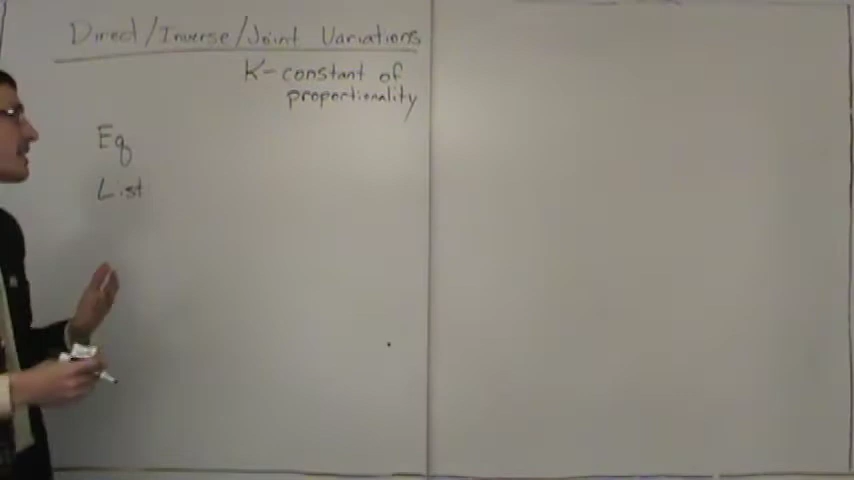 Direct/Inverse/Joint Variations
K-constant of
proportionality
Eq
List